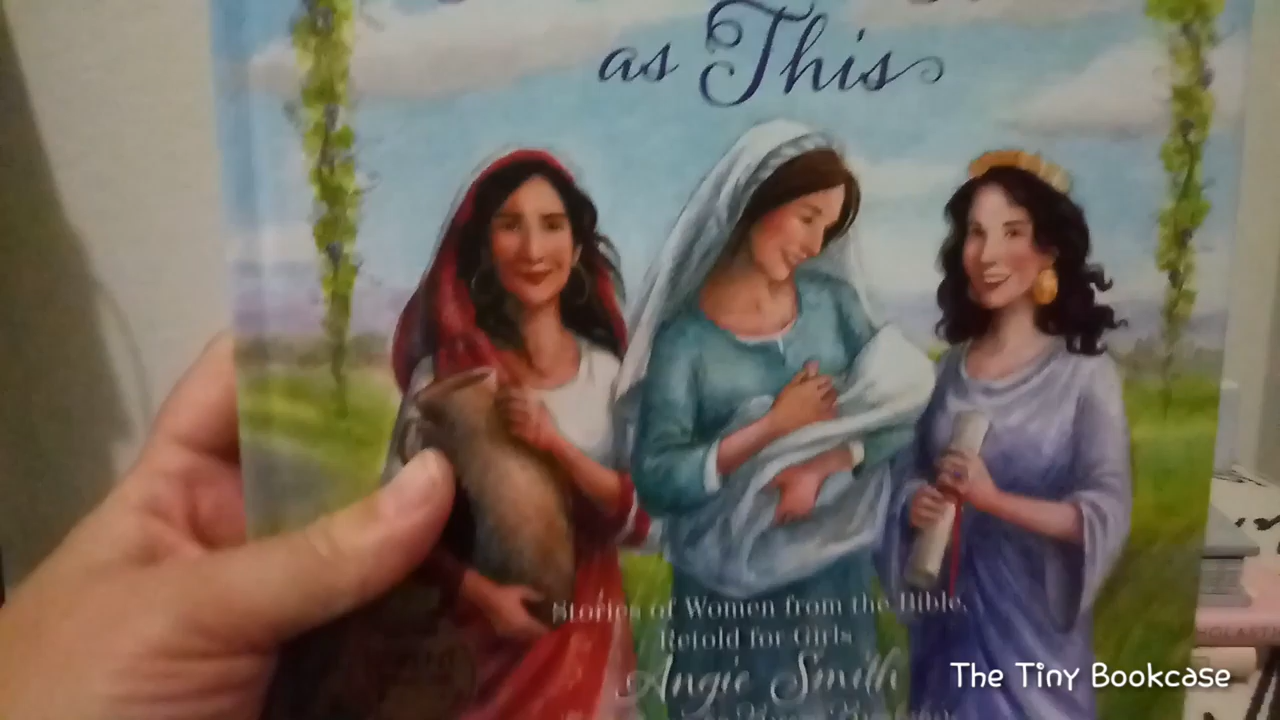 as This
Stories of Women from the Bible,
Retold for Girls
Angie Smith
The Tiny Bookcase